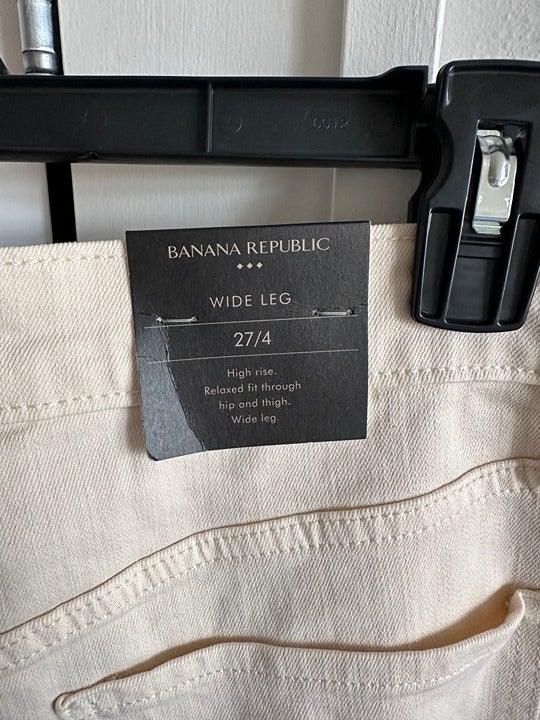 BANANA REPUBLIC
WIDE LEG
27/4
High rise.
Relaxed fit through
hip and thigh.
Wide leg.